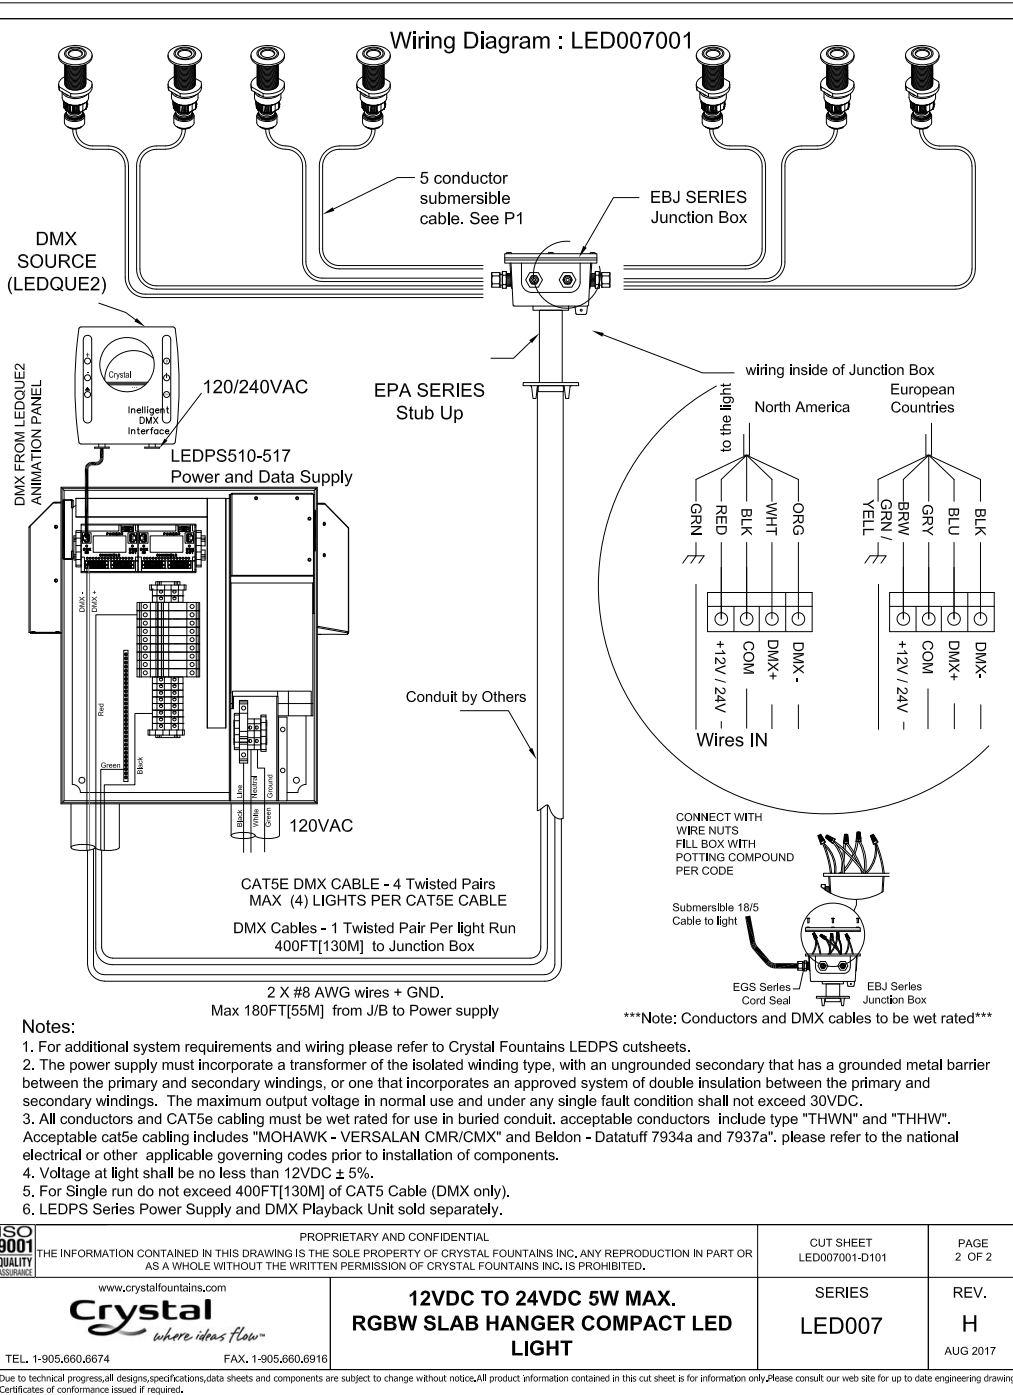 Wiring Diagram : LED007001
5 conductor
submersible
cable. See P1
EBJ SERIES
Junction Box
DMX
SOURCE
(LEDQUE2)
Crystal
Inelligent
DMX
Interface
120/240VAC
EPA SERIES
Stub Up
DMX FROM LEDQUE2
ANIMATION PANEL
LEDPS510-517
Power and Data Supply
wiring inside of Junction Box
to the light
North America
European
Countries
GRN
RED
BLK
WHT
ORG
GRN /
YELL
BRW
GRY
BLU
BLK
+12V / 24V -
COM
DMX+
DMX -
+12V / 24V -
COM
DMX+
DMX-
Wires IN
DMX -
DMX +
Red
Green
Black
Line
Neutral
Ground
Black
White
Green
120VAC
Conduit by Others
CONNECT WITH
WIRE NUTS
FILL BOX WITH
POTTING COMPOUND
PER CODE
Submersible 18/5
Cable to light
EGS Series
Cord Seal
EBJ Series
Junction Box
CAT5E DMX CABLE - 4 Twisted Pairs
MAX (4) LIGHTS PER CAT5E CABLE
DMX Cables - 1 Twisted Pair Per light Run
400FT[130M] to Junction Box
2 X #8 AWG wires + GND.
Max 180FT[55M] from J/B to Power supply
***Note: Conductors and DMX cables to be wet rated***
Notes:
1. For additional system requirements and wiring please refer to Crystal Fountains LEDPS cutsheets.
2. The power supply must incorporate a transformer of the isolated winding type, with an ungrounded secondary that has a grounded metal barrier
between the primary and secondary windings, or one that incorporates an approved system of double insulation between the primary and
secondary windings. The maximum output voltage in normal use and under any single fault condition shall not exceed 30VDC.
3. All conductors and CAT5e cabling must be wet rated for use in buried conduit. acceptable conductors include type "THWN" and "THHW".
Acceptable cat5e cabling includes "MOHAWK - VERSALAN CMR/CMX" and Beldon - Datatuff 7934a and 7937a". please refer to the national
electrical or other applicable governing codes prior to installation of components.
4. Voltage at light shall be no less than 12VDC ± 5%.
5. For Single run do not exceed 400FT[130M] of CAT5 Cable (DMX only).
6. LEDPS Series Power Supply and DMX Playback Unit sold separately.
ISO
9001
QUALITY
ASSURANCE
PROPRIETARY AND CONFIDENTIAL
THE INFORMATION CONTAINED IN THIS DRAWING IS THE SOLE PROPERTY OF CRYSTAL FOUNTAINS INC. ANY REPRODUCTION IN PART OR
AS A WHOLE WITHOUT THE WRITTEN PERMISSION OF CRYSTAL FOUNTAINS INC. IS PROHIBITED.
CUT SHEET
LED007001-D101
PAGE
2 OF 2
www.crystalfountains.com
Crystal
where ideas flow™
TEL. 1-905.660.6674 FAX. 1-905.660.6916
12VDC TO 24VDC 5W MAX.
RGBW SLAB HANGER COMPACT LED
LIGHT
SERIES
LED007
REV.
H
AUG 2017
Due to technical progress,all designs,specifications,data sheets and components are subject to change without notice.All product information contained in this cut sheet is for information only.Please consult our web site for up to date engineering drawing
Certificates of conformance issued if required.